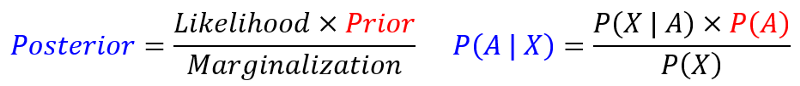 Posterior = Likelihood × Prior / Marginalization
P(A | X) = P(X | A) × P(A) / P(X)